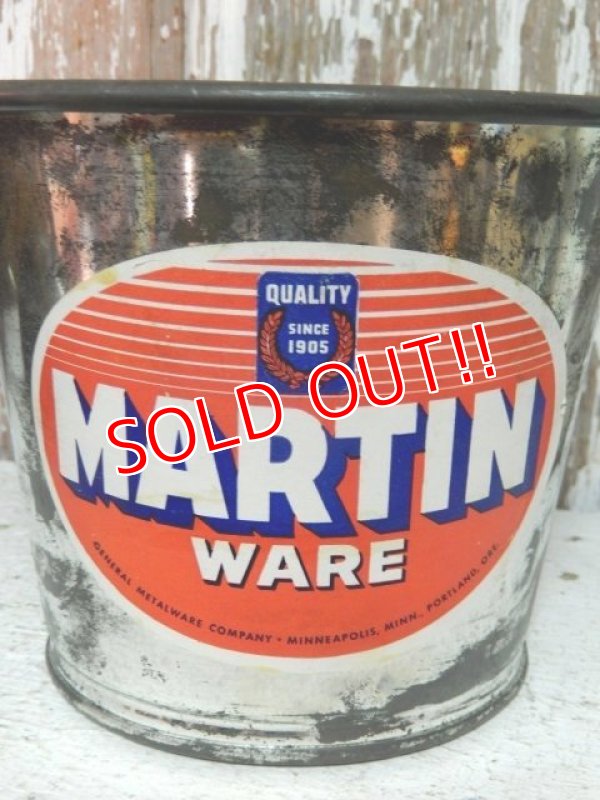 QUALITY
SINCE
1905
SOLD OUT!!
MARTIN
WARE
GENERAL METALWARE COMPANY • MINNEAPOLIS, MINN., PORTLAND, ORE.